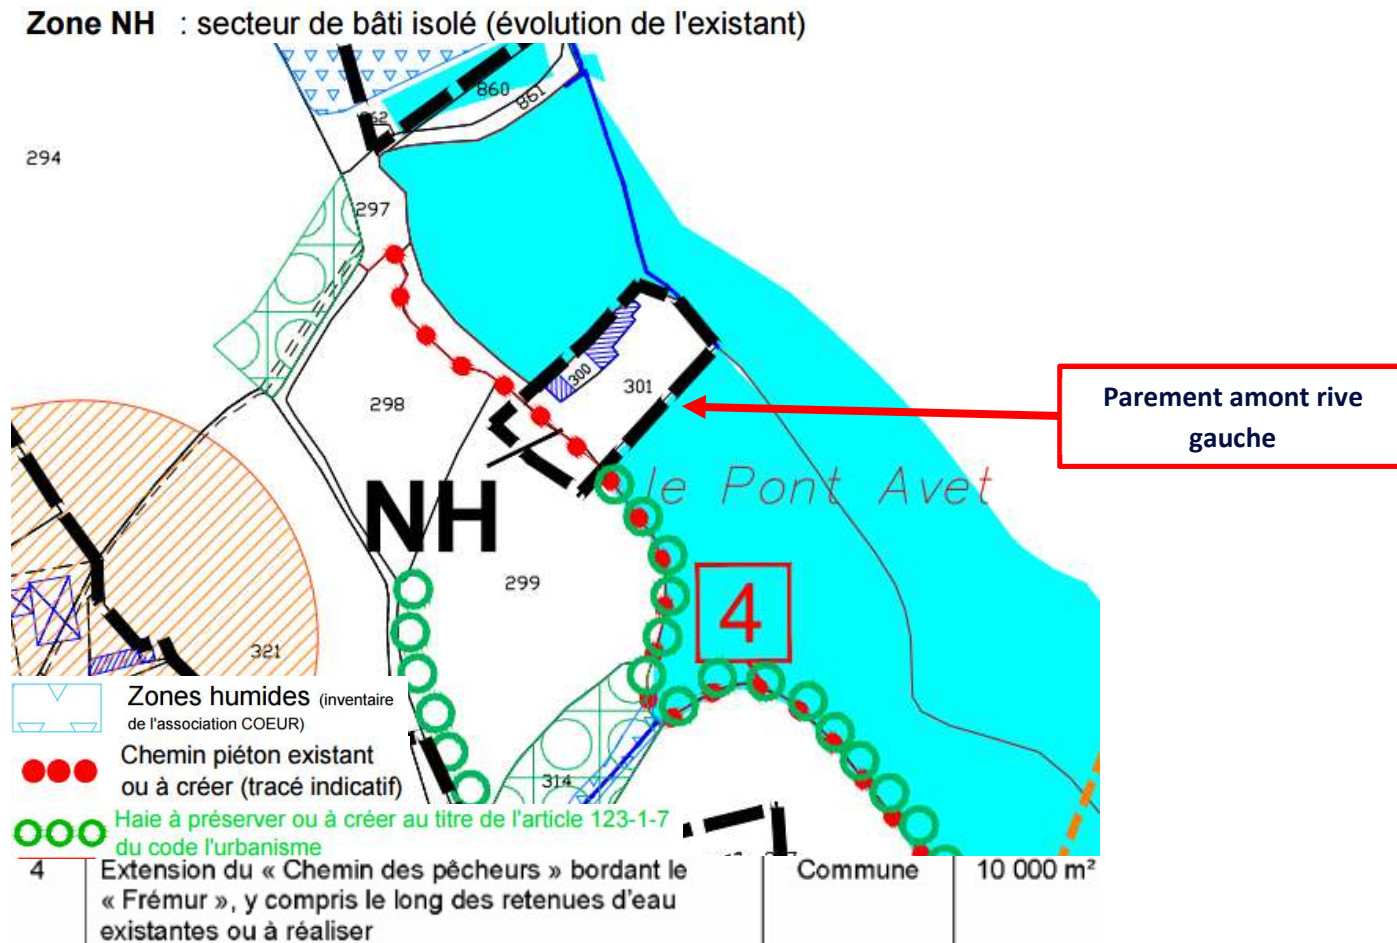 Zone NH : secteur de bâti isolé (évolution de l'existant)
860
861
294
297
300
301
298
Parement amont rive
gauche
le Pont Avet
NH
299
4
321
314
Zones humides (inventaire
de l'association COEUR)
Chemin piéton existant
ou à créer (tracé indicatif)
Haie à préserver ou à créer au titre de l'article 123-1-7
du code l'urbanisme
4 Extension du « Chemin des pêcheurs » bordant le Commune 10 000 m²
« Frémur », y compris le long des retenues d'eau
existantes ou à réaliser